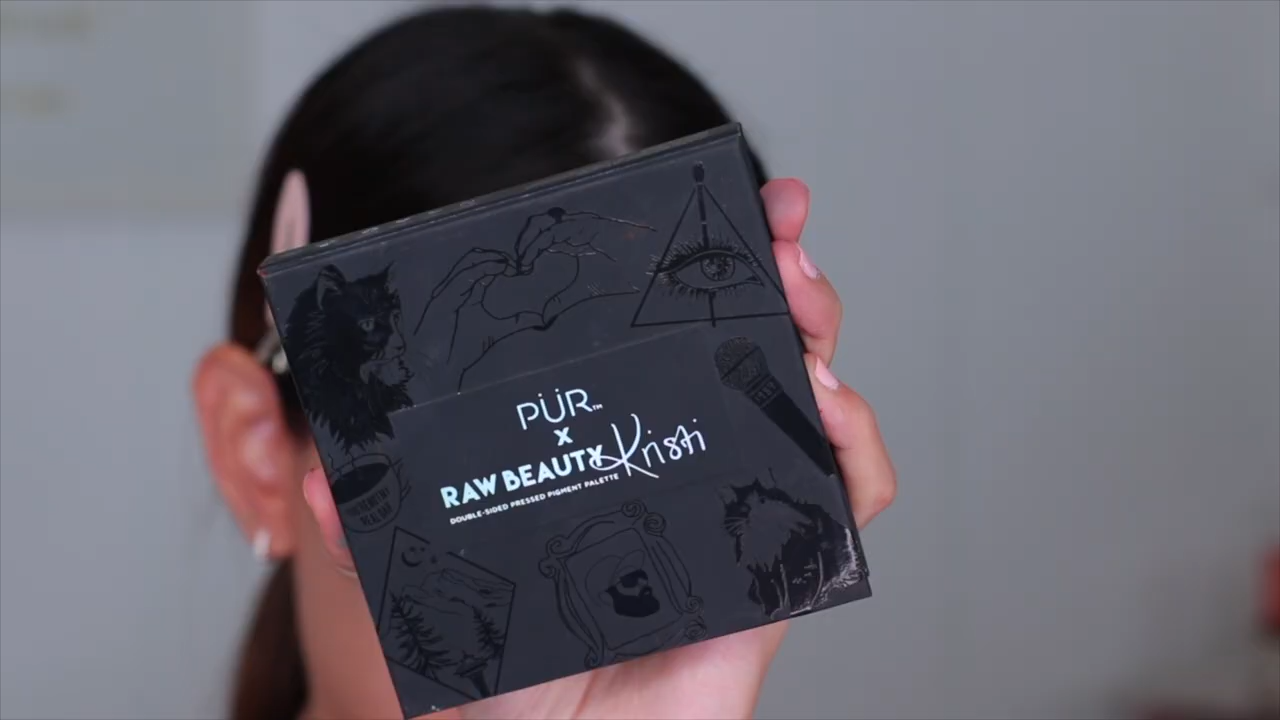 PÜR™
X
RAW BEAUTY Kristi
DOUBLE-SIDED PRESSED PIGMENT PALETTE